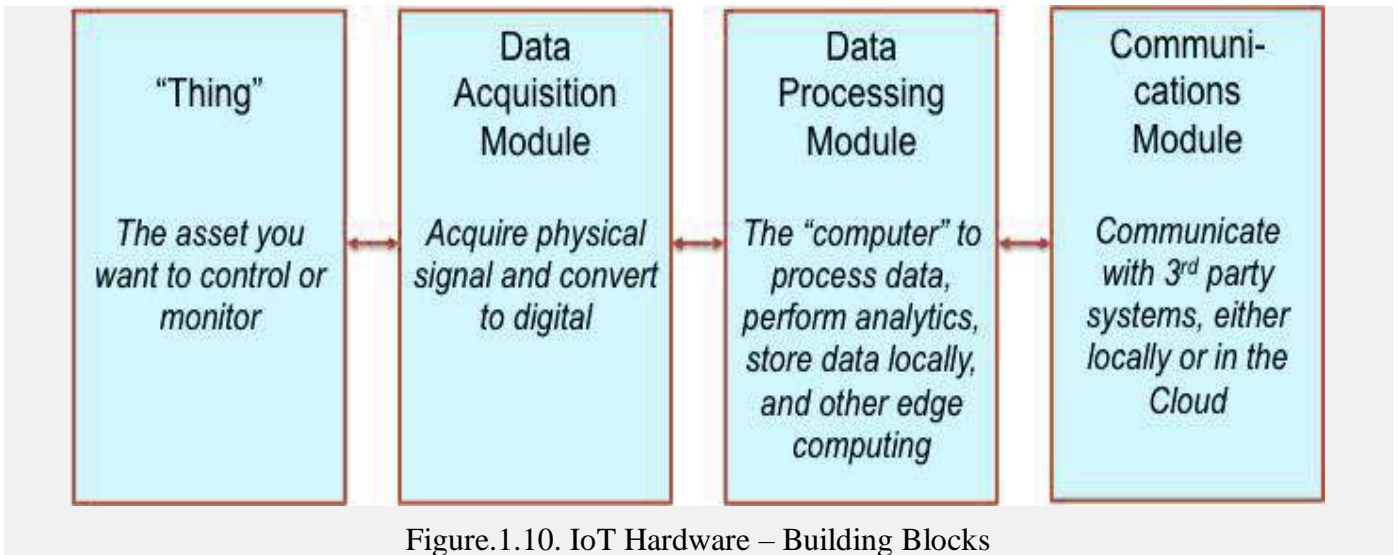 “Thing”
The asset you
want to control or
monitor
Data
Acquisition
Module
Acquire physical
signal and convert
to digital
Data
Processing
Module
The “computer” to
process data,
perform analytics,
store data locally,
and other edge
computing
Communi-
cations
Module
Communicate
with 3rd party
systems, either
locally or in the
Cloud
Figure.1.10. IoT Hardware – Building Blocks